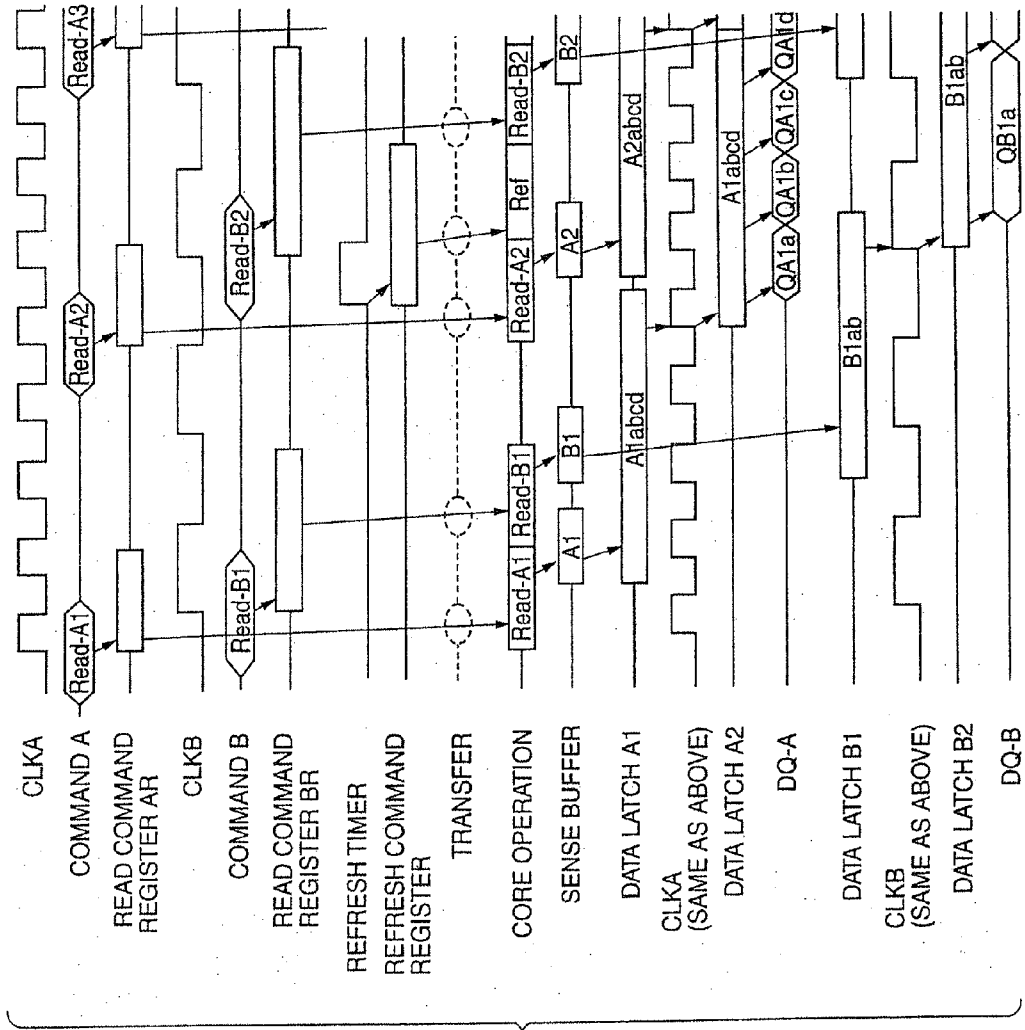 CLKA
COMMAND A
Read-A1
Read-A2
Read-A3
READ COMMAND
REGISTER AR
CLKB
COMMAND B
Read-B1
Read-B2
READ COMMAND
REGISTER BR
REFRESH TIMER
REFRESH COMMAND
REGISTER
TRANSFER
CORE OPERATION
Read-A1
Read-B1
Read-A2
Ref
Read-B2
SENSE BUFFER
A1
B1
A2
B2
DATA LATCH A1
A1abcd
A2abcd
CLKA
(SAME AS ABOVE)
DATA LATCH A2
A1abcd
DQ-A
QA1a
QA1b
QA1c
QA1d
DATA LATCH B1
B1ab
CLKB
(SAME AS ABOVE)
DATA LATCH B2
B1ab
DQ-B
QB1a